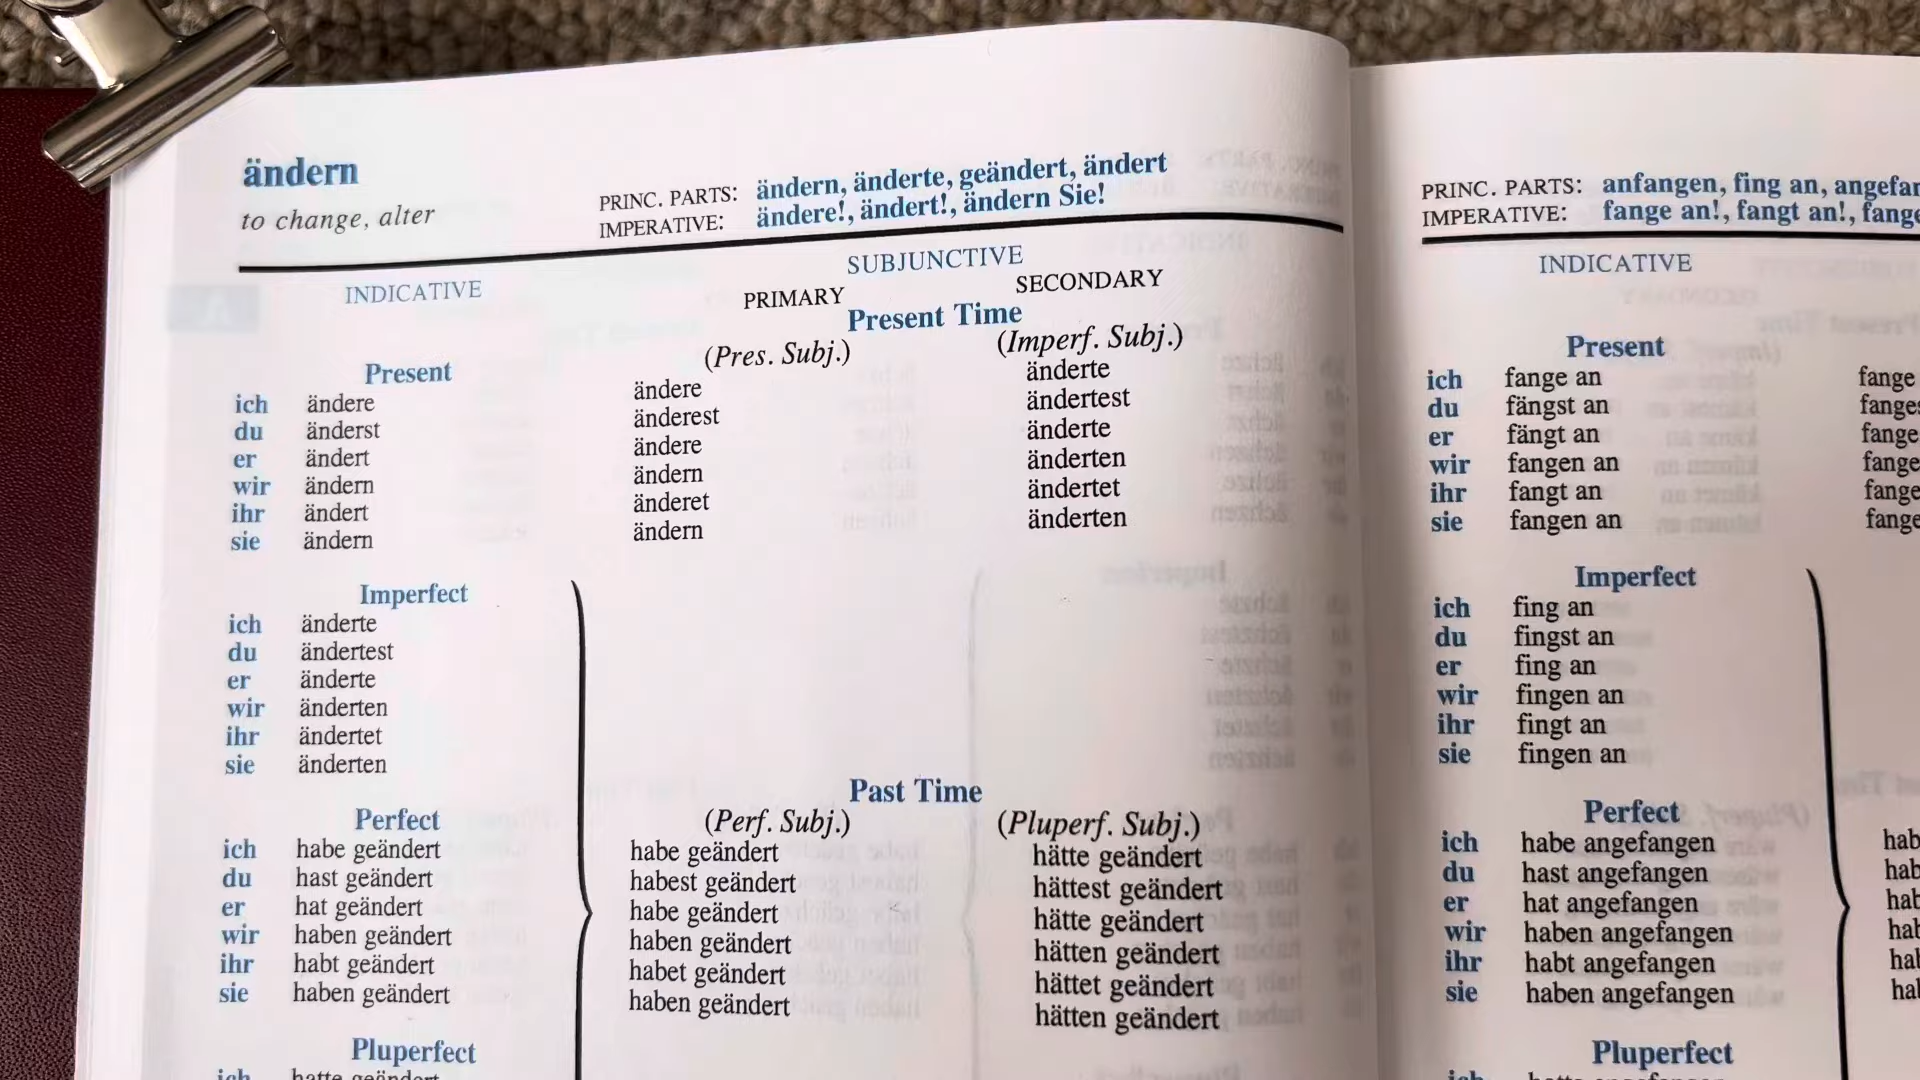 ändern
to change, alter
PRINC. PARTS: ändern, änderte, geändert, ändert
IMPERATIVE: ändere!, ändert!, ändern Sie!
INDICATIVE
SUBJUNCTIVE
PRIMARY SECONDARY
Present Time
(Pres. Subj.) (Imperf. Subj.)
Present
ich ändere ändere änderte
du änderst änderest ändertest
er ändert ändere änderte
wir ändern ändern änderten
ihr ändert änderet ändertet
sie ändern ändern änderten
Imperfect
ich änderte
du ändertest
er änderte
wir änderten
ihr ändertet
sie änderten
Past Time
Perfect (Perf. Subj.) (Pluperf. Subj.)
ich habe geändert habe geändert hätte geändert
du hast geändert habest geändert hättest geändert
er hat geändert habe geändert hätte geändert
wir haben geändert haben geändert hätten geändert
ihr habt geändert habet geändert hättet geändert
sie haben geändert haben geändert hätten geändert
Pluperfect
ich hatte geändert
PRINC. PARTS: anfangen, fing an,
IMPERATIVE: fange an!, fangt an!,
INDICATIVE
Present
ich fange an fange
du fängst an
er fängt an fange
wir fangen an
ihr fangt an
sie fangen an
Imperfect
ich fing an
du fingst an
er fing an
wir fingen an
ihr fingt an
sie fingen an
Perfect
ich habe angefangen
du hast angefangen
er hat angefangen
wir haben angefangen
ihr habt angefangen
sie haben angefangen
Pluperfect
ich hatte angefangen